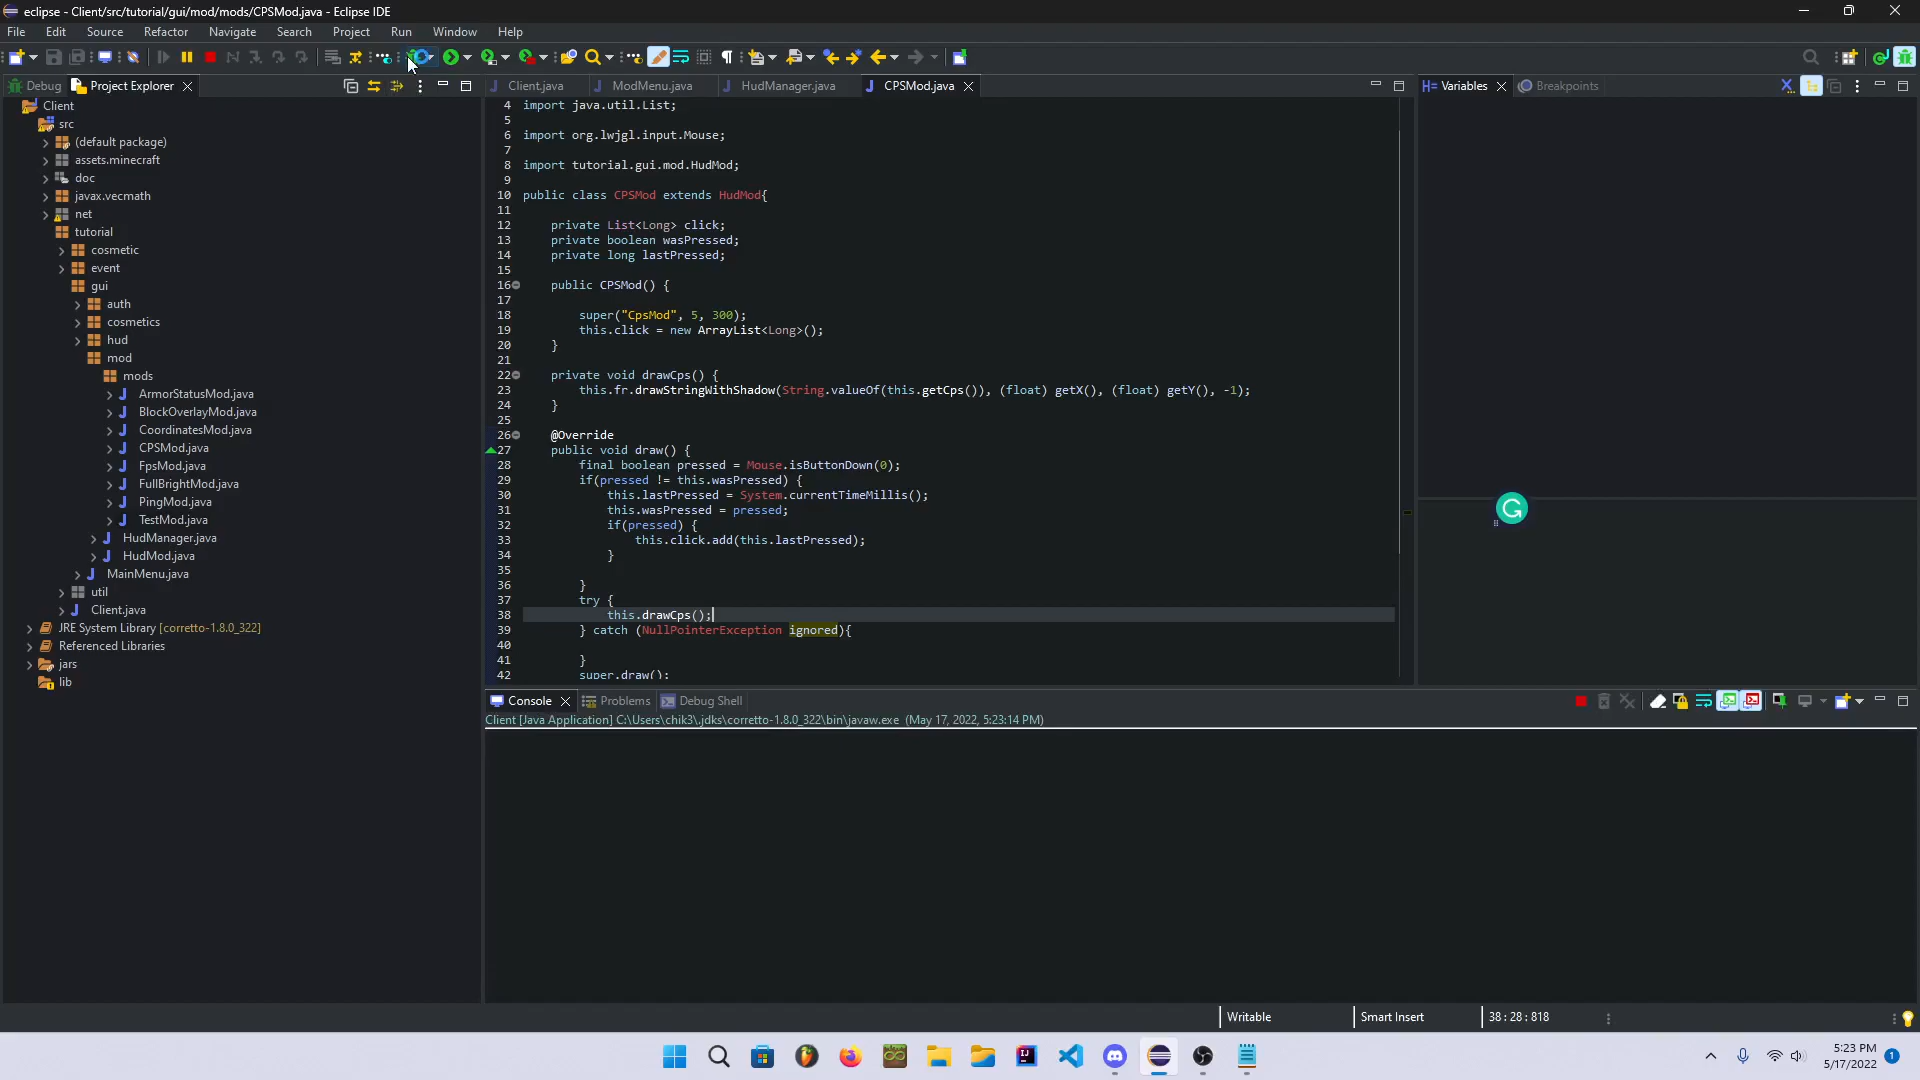 eclipse - Client/src/tutorial/gui/mod/mods/CPSMod.java - Eclipse IDE
File Edit Source Refactor Navigate Search Project Run Window Help
Debug Project Explorer
Client
src
(default package)
assets.minecraft
doc
javax.vecmath
net
tutorial
cosmetic
event
gui
auth
cosmetics
hud
mod
mods
ArmorStatusMod.java
BlockOverlayMod.java
CoordinatesMod.java
CPSMod.java
FpsMod.java
FullBrightMod.java
PingMod.java
TestMod.java
HudManager.java
HudMod.java
MainMenu.java
util
Client.java
JRE System Library [corretto-1.8.0_322]
Referenced Libraries
jars
lib
Client.java ModMenu.java HudManager.java CPSMod.java
4 import java.util.List;
5
6 import org.lwjgl.input.Mouse;
7
8 import tutorial.gui.mod.HudMod;
9
10 public class CPSMod extends HudMod{
11
12 private List<Long> click;
13 private boolean wasPressed;
14 private long lastPressed;
15
16 public CPSMod() {
17
18 super("CpsMod", 5, 300);
19 this.click = new ArrayList<Long>();
20 }
21
22 private void drawCps() {
23 this.fr.drawStringWithShadow(String.valueOf(this.getCps()), (float) getX(), (float) getY(), -1);
24 }
25
26 @Override
27 public void draw() {
28 final boolean pressed = Mouse.isButtonDown(0);
29 if(pressed != this.wasPressed) {
30 this.lastPressed = System.currentTimeMillis();
31 this.wasPressed = pressed;
32 if(pressed) {
33 this.click.add(this.lastPressed);
34 }
35
36 }
37 try {
38 this.drawCps();
39 } catch (NullPointerException ignored){
40
41 }
42 super.draw();
Variables Breakpoints
Console Problems Debug Shell
Client [Java Application] C:\Users\chik3\.jdks\corretto-1.8.0_322\bin\javaw.exe (May 17, 2022, 5:23:14 PM)
Writable Smart Insert 38 : 28 : 818
5:23 PM
5/17/2022
1